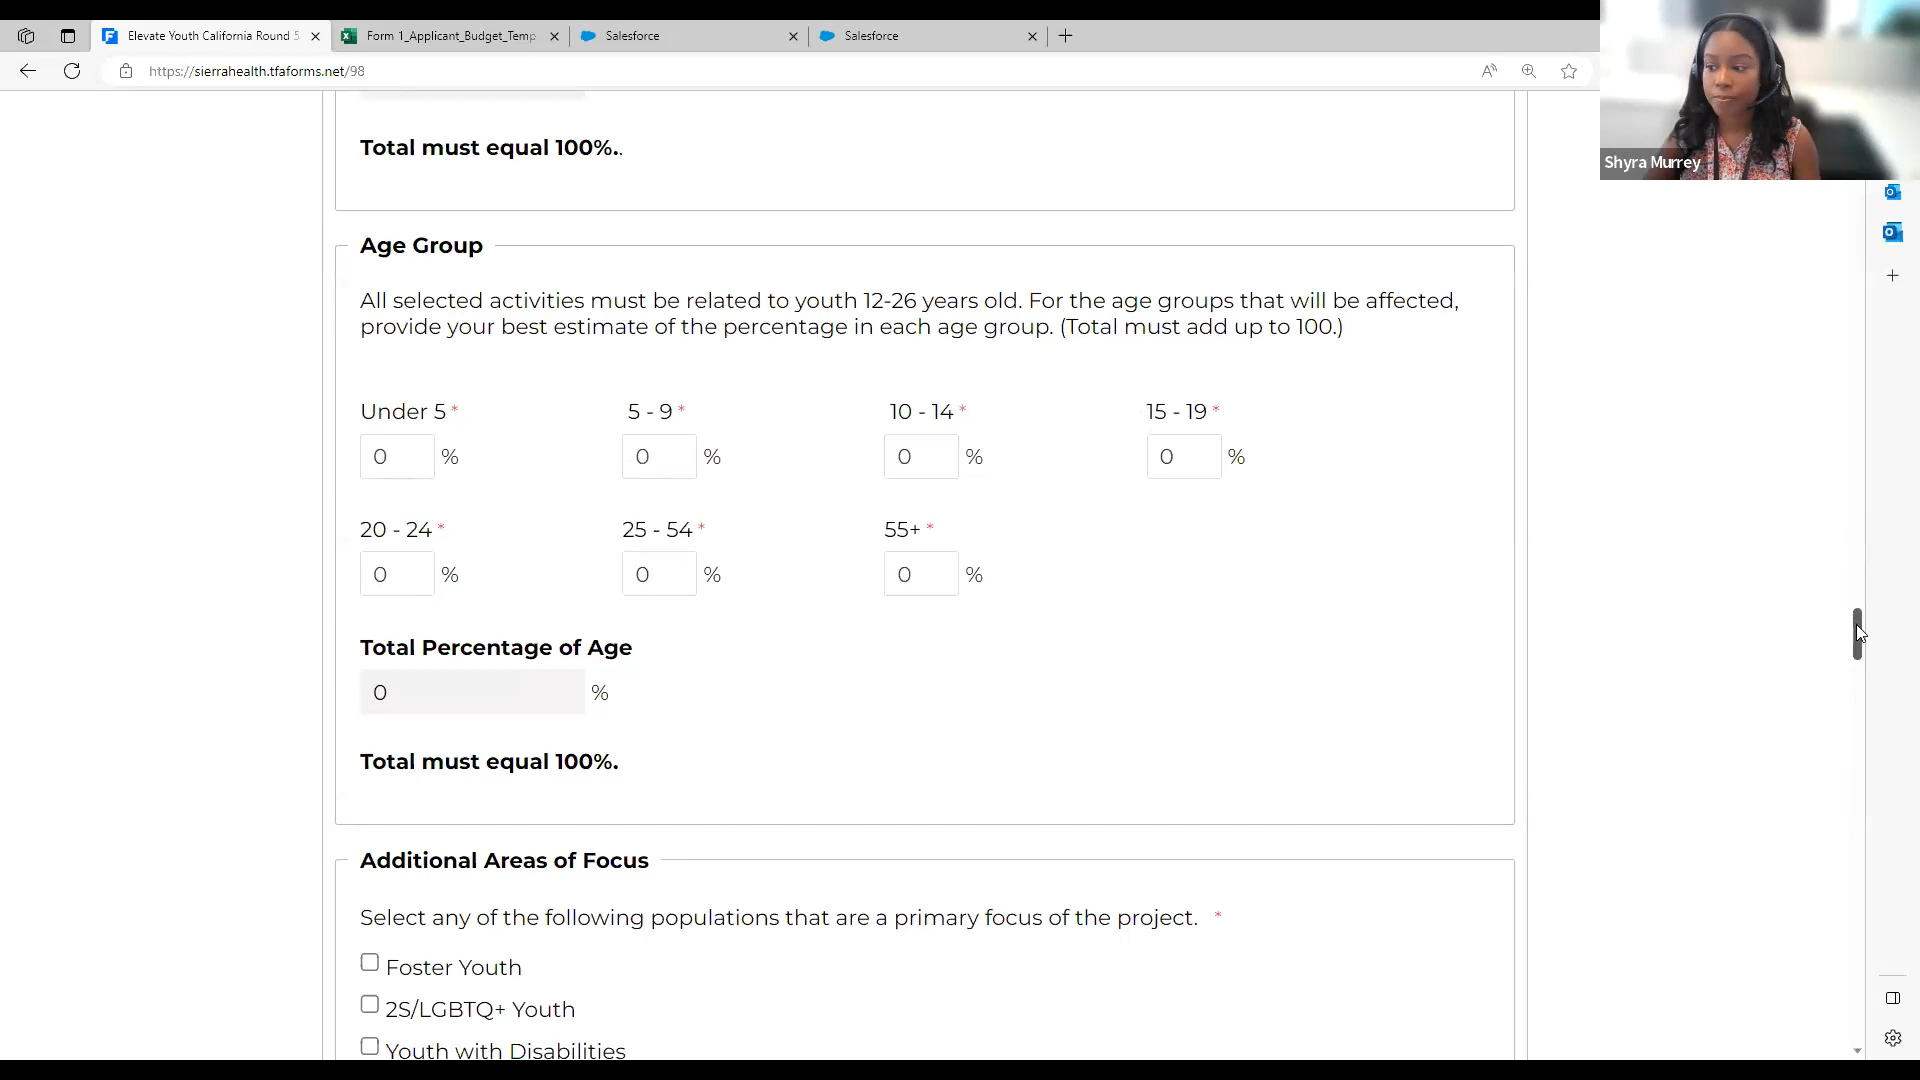 Elevate Youth California Round 5
Form 1_Applicant_Budget_Temp
Salesforce
Salesforce
https://sierrahealth.tfaforms.net/98
Shyra Murrey
Total must equal 100%..
Age Group
All selected activities must be related to youth 12-26 years old. For the age groups that will be affected,
provide your best estimate of the percentage in each age group. (Total must add up to 100.)
Under 5 * 5 - 9 * 10 - 14 * 15 - 19 *
0 % 0 % 0 % 0 %
20 - 24 * 25 - 54 * 55+ *
0 % 0 % 0 %
Total Percentage of Age
0 %
Total must equal 100%.
Additional Areas of Focus
Select any of the following populations that are a primary focus of the project. *
Foster Youth
2S/LGBTQ+ Youth
Youth with Disabilities